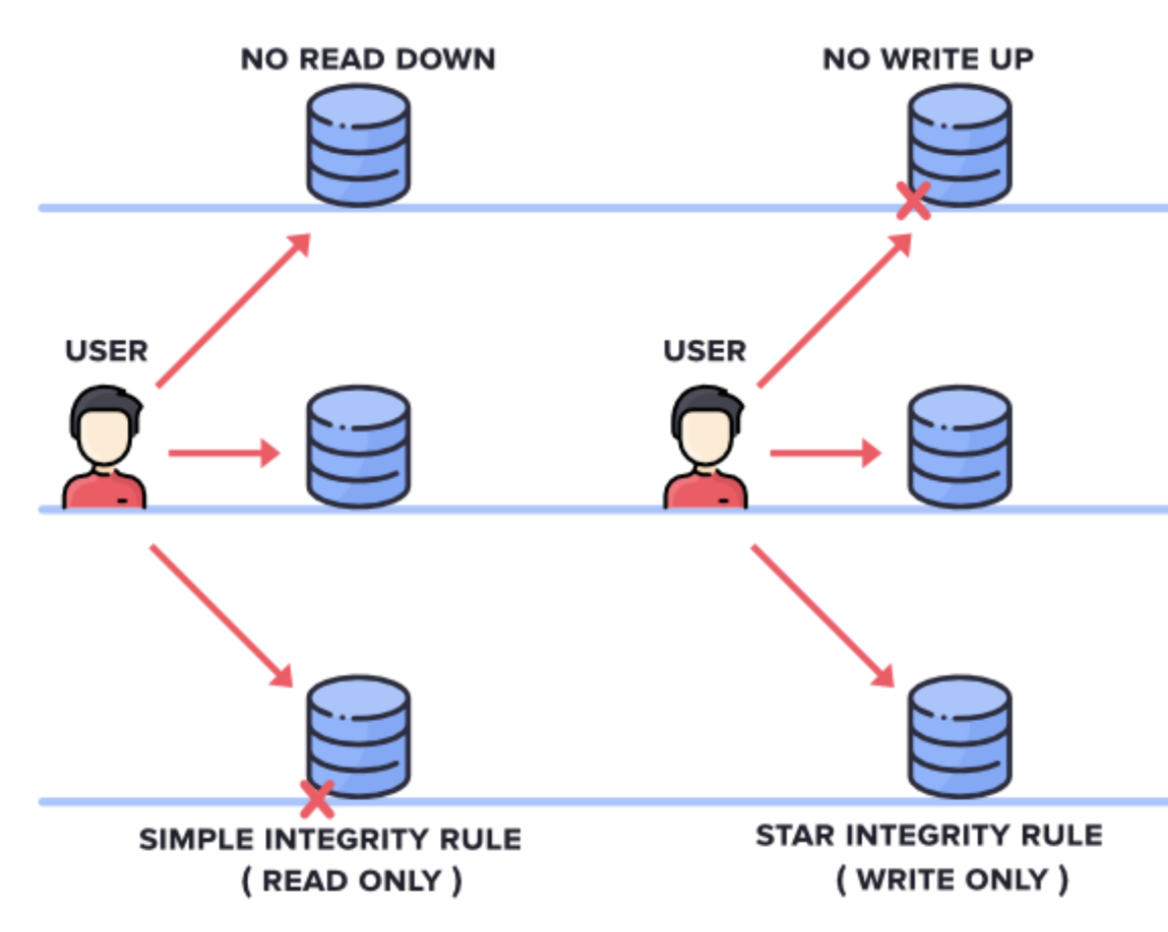 NO READ DOWN
NO WRITE UP
USER
USER
SIMPLE INTEGRITY RULE
( READ ONLY )
STAR INTEGRITY RULE
( WRITE ONLY )